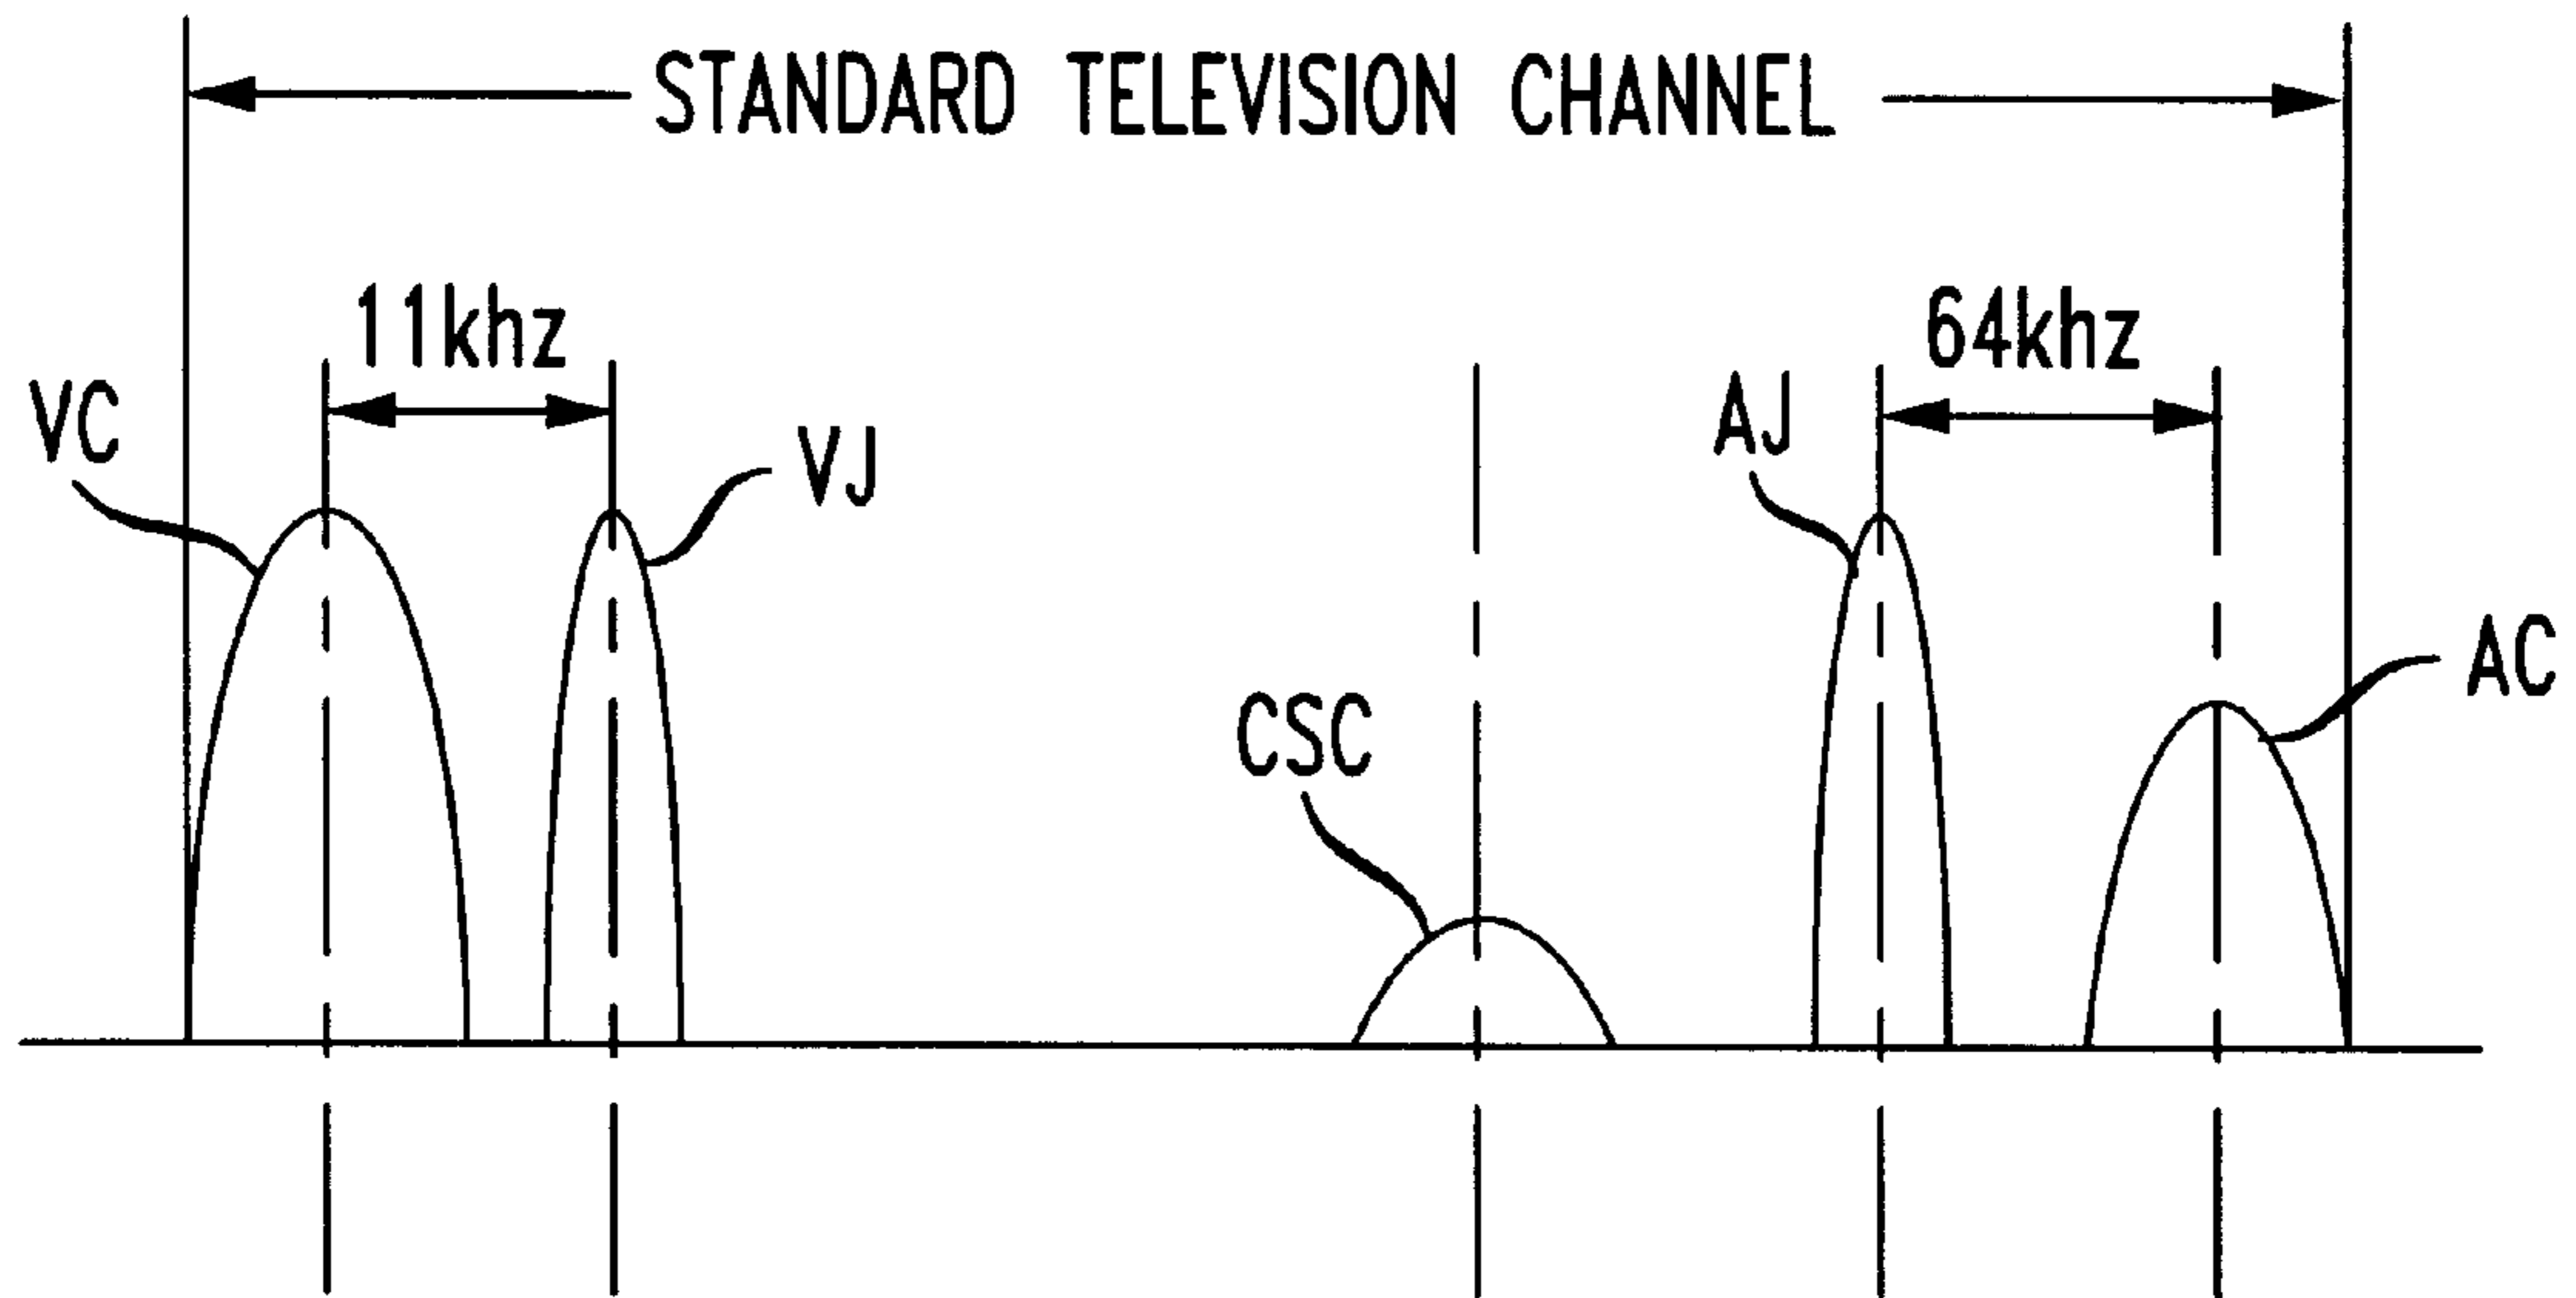 STANDARD TELEVISION CHANNEL
11khz
64khz
VC
VJ
AJ
CSC
AC